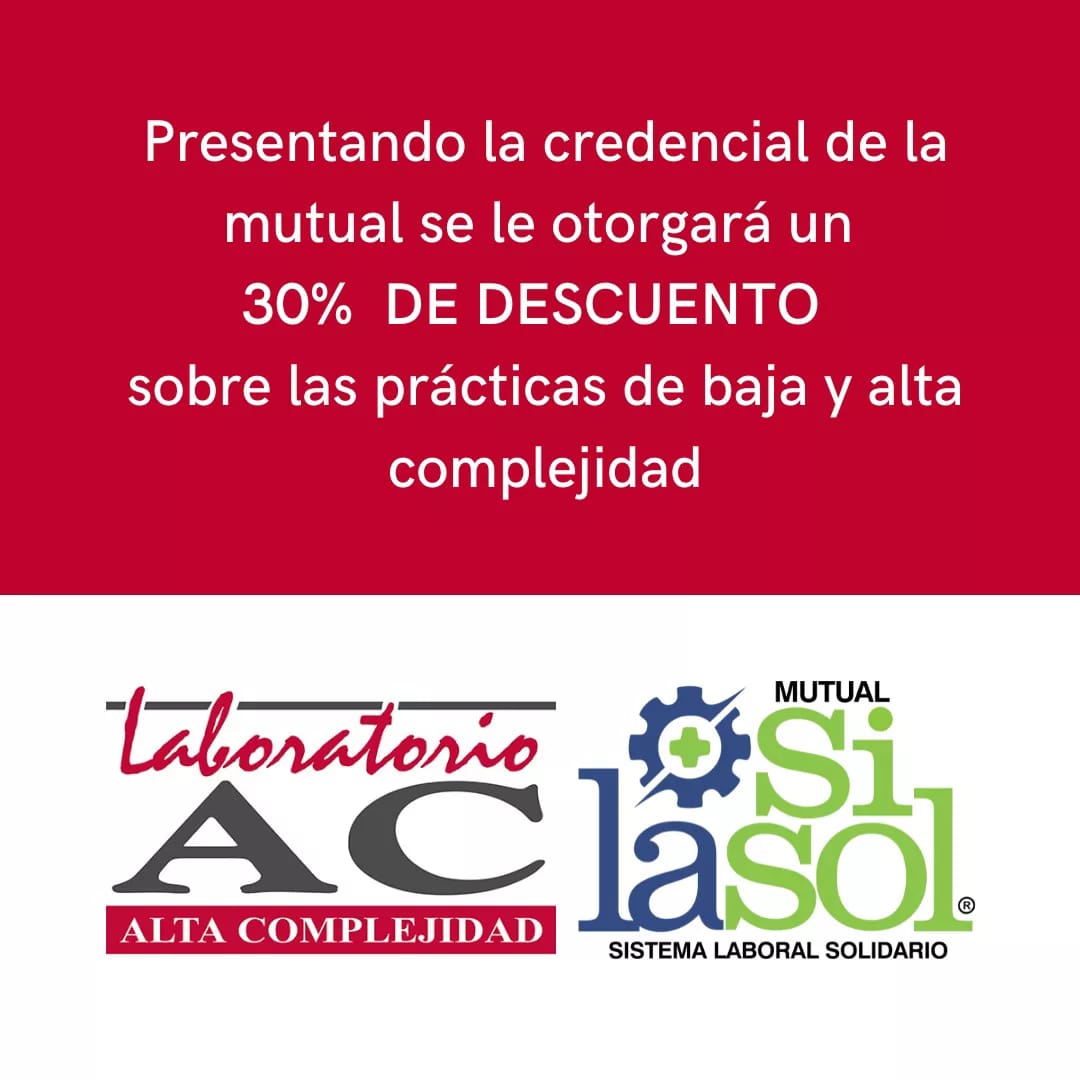 Presentando la credencial de la
mutual se le otorgará un
30% DE DESCUENTO
sobre las prácticas de baja y alta
complejidad
Laboratorio
AC
ALTA COMPLEJIDAD
MUTUAL
Si
lasol®
SISTEMA LABORAL SOLIDARIO